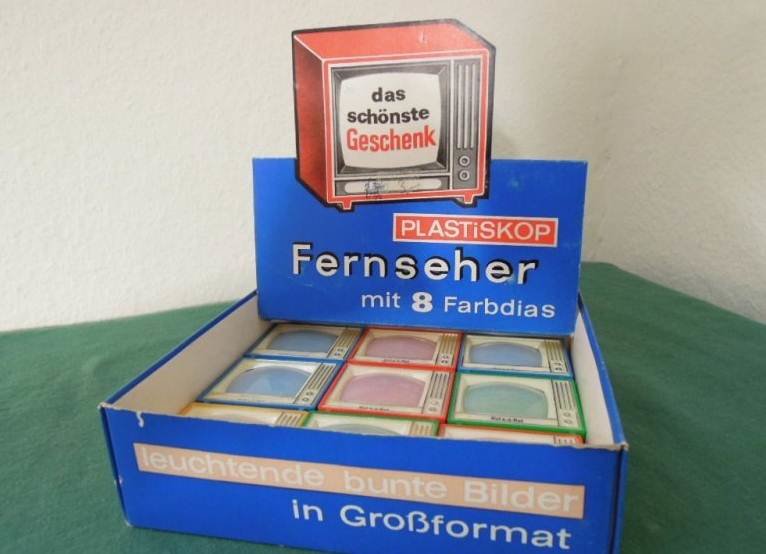 das
schönste
Geschenk
PLASTiSKOP
Fernseher
mit 8 Farbdias
leuchtende bunte Bilder
in Großformat